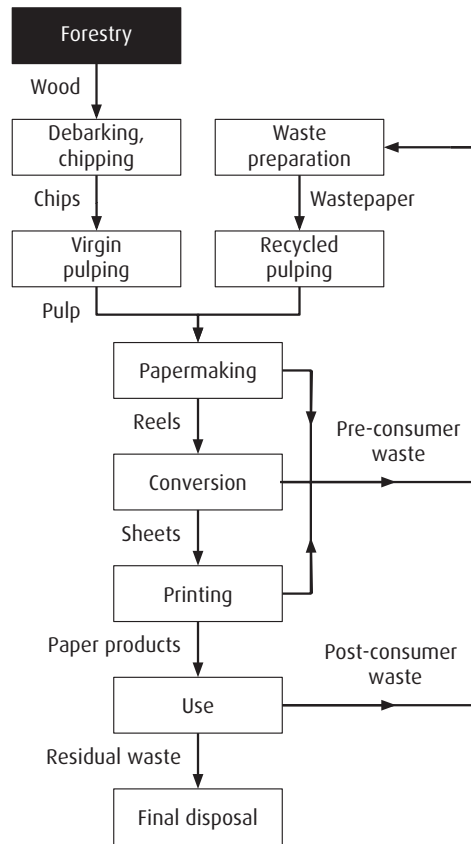 Forestry
Wood
Debarking,
chipping
Waste
preparation
Chips
Wastepaper
Virgin
pulping
Recycled
pulping
Pulp
Papermaking
Reels
Pre-consumer
waste
Conversion
Sheets
Printing
Paper products
Post-consumer
waste
Use
Residual waste
Final disposal